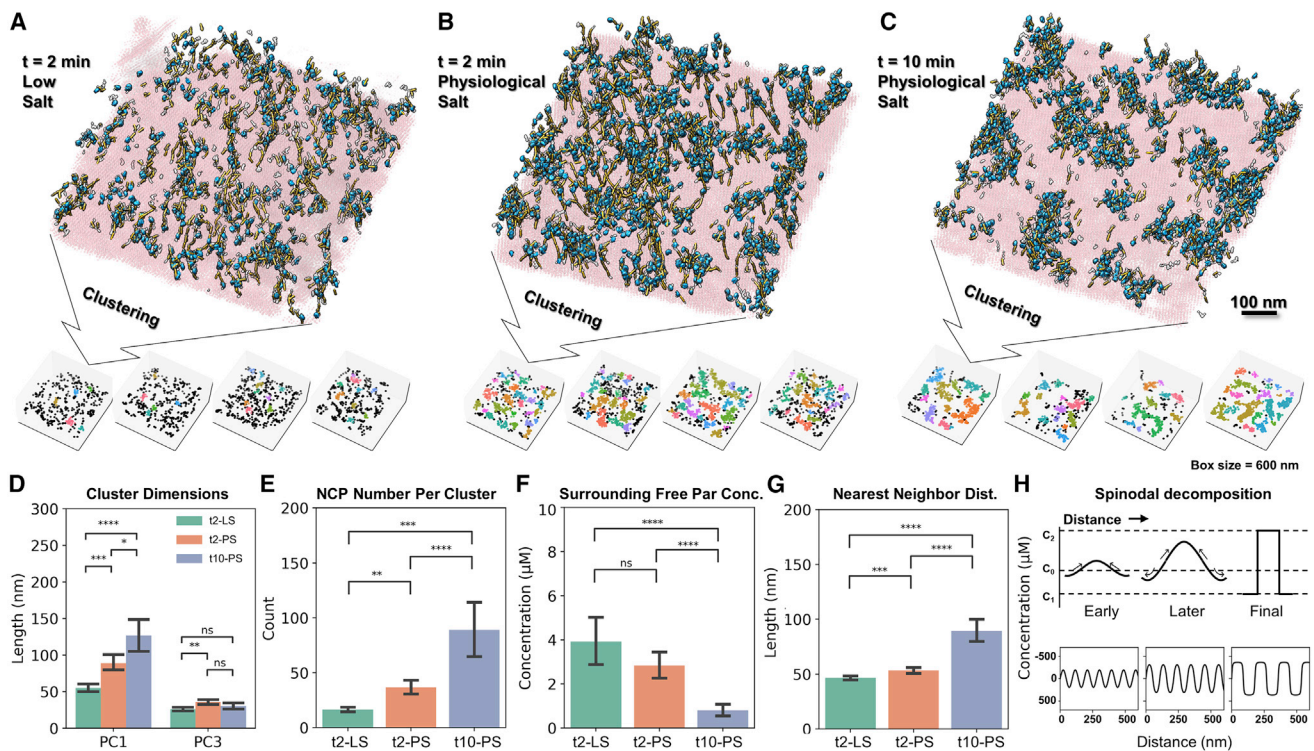 A
t = 2 min
Low
Salt
B
t = 2 min
Physiological
Salt
C
t = 10 min
Physiological
Salt
100 nm
Clustering
Clustering
Clustering
Box size = 600 nm
D
Cluster Dimensions
Length (nm)
300
250
200
150
100
50
0
t2-LS
t2-PS
t10-PS
****
***
*
ns
**
ns
PC1 PC3
E
NCP Number Per Cluster
Count
200
150
100
50
0
***
****
**
t2-LS t2-PS t10-PS
F
Surrounding Free Par Conc.
Concentration (μM)
10
8
6
4
2
0
****
****
ns
t2-LS t2-PS t10-PS
G
Nearest Neighbor Dist.
Length (nm)
200
150
100
50
0
****
****
***
t2-LS t2-PS t10-PS
H
Spinodal decomposition
Concentration (μM)
Distance →
C₂
C₀
C₁
Early Later Final
-500
0
500
0 500 0 500 0 500
Distance (nm)